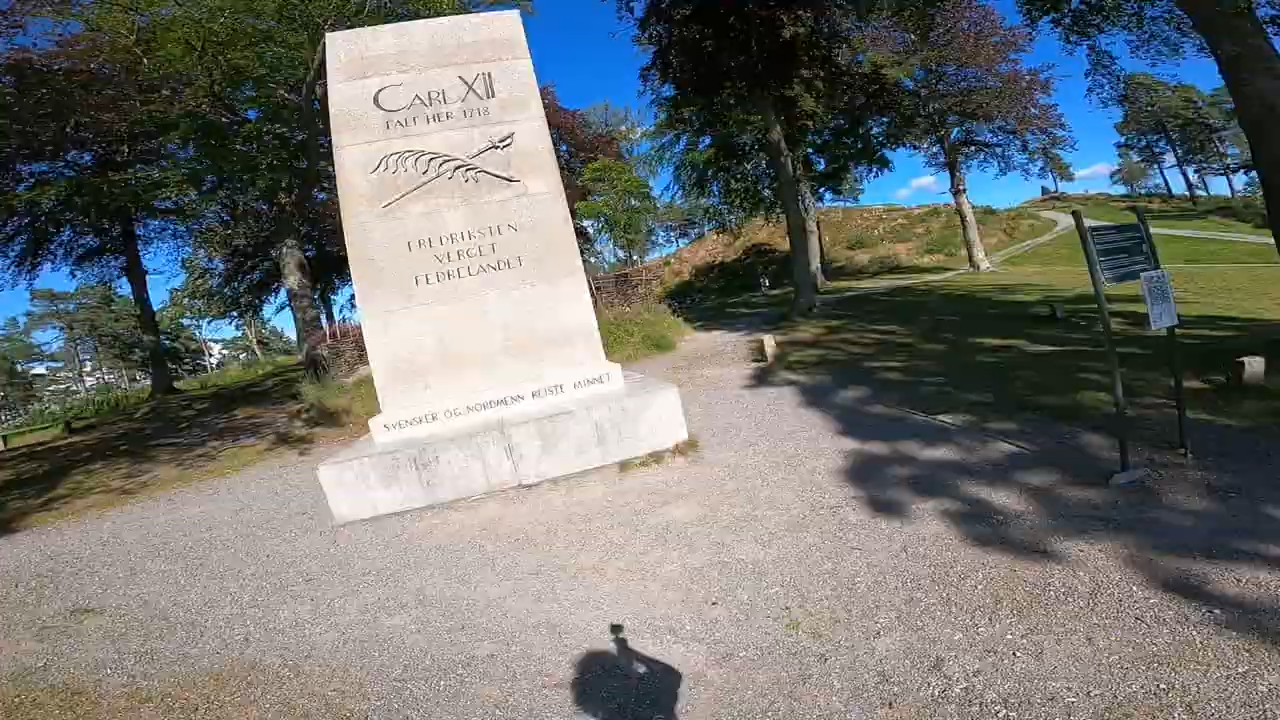 CARL XII
FALT HER 1718
FREDRIKSTEN
VERGET
FEDRELANDET
SVENSKER OG NORDMENN REISTE MINNET